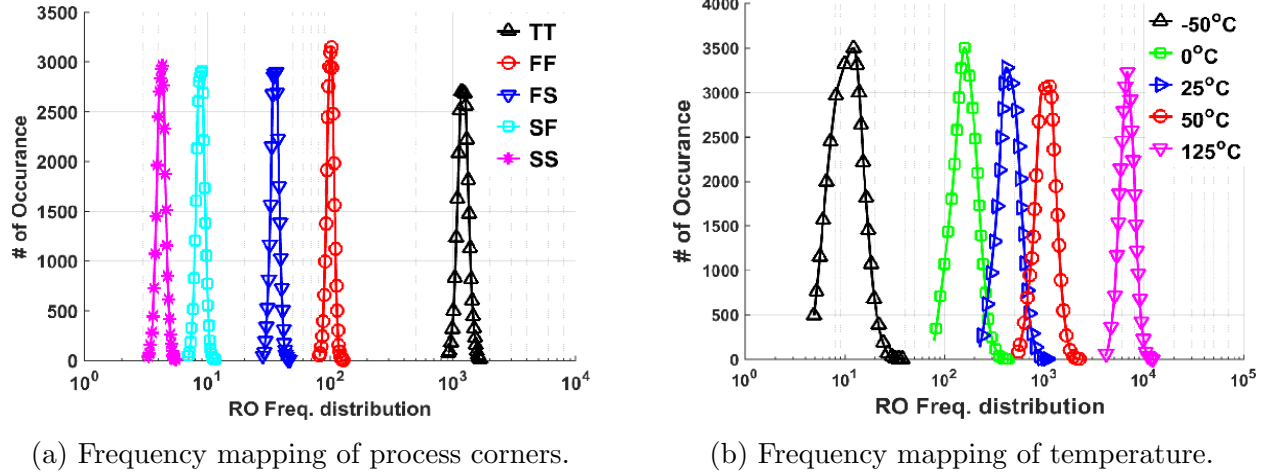 3500
3000
2500
2000
1500
1000
500
0
# of Occurance
10^0
10^1
10^2
10^3
10^4
RO Freq. distribution
TT
FF
FS
SF
SS
(a) Frequency mapping of process corners.
4000
3500
3000
2500
2000
1500
1000
500
0
# of Occurance
10^0
10^1
10^2
10^3
10^4
10^5
RO Freq. distribution
-50°C
0°C
25°C
50°C
125°C
(b) Frequency mapping of temperature.